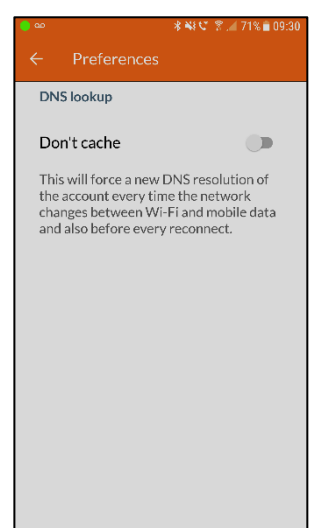 71% 09:30
Preferences
DNS lookup
Don't cache
This will force a new DNS resolution of
the account every time the network
changes between Wi-Fi and mobile data
and also before every reconnect.